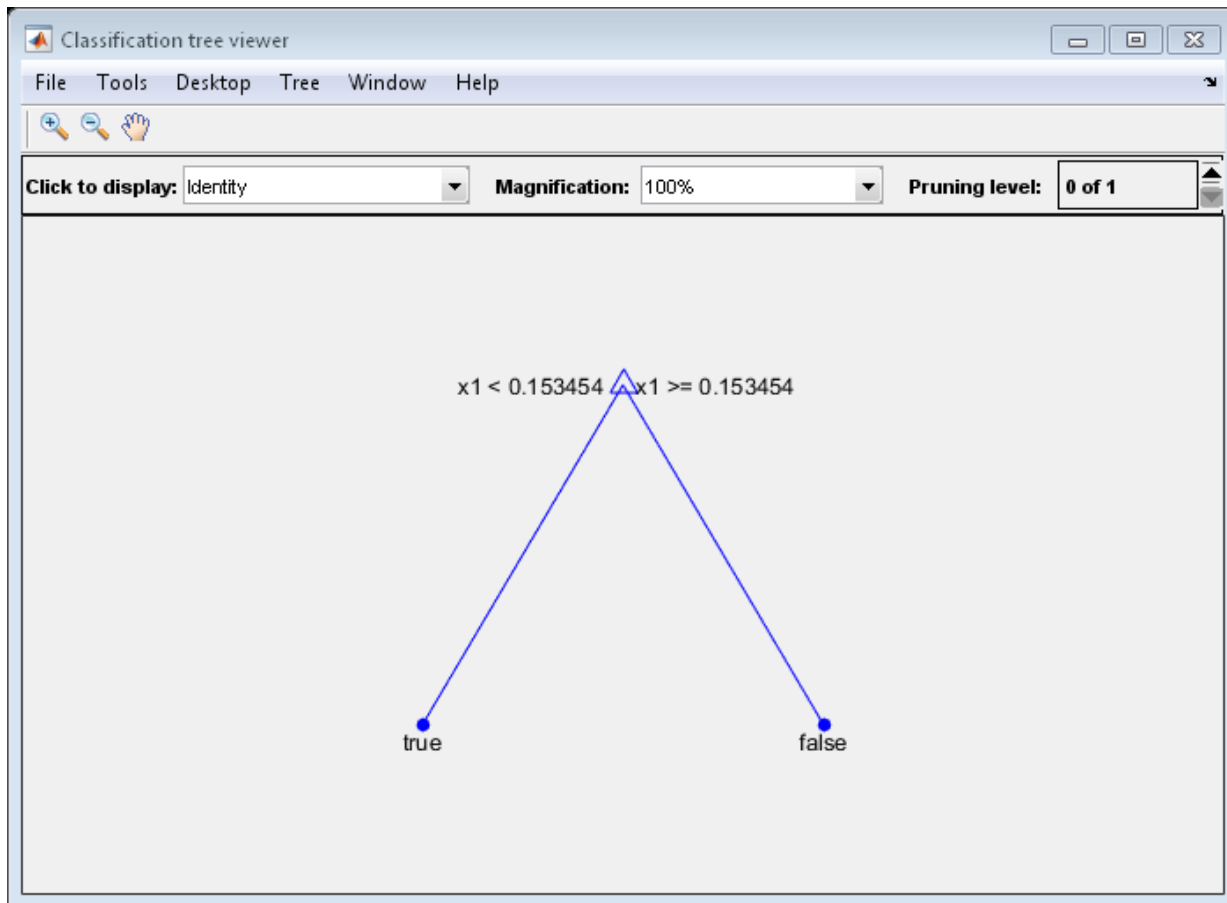 Classification tree viewer
File Tools Desktop Tree Window Help
Click to display: Identity Magnification: 100% Pruning level: 0 of 1
x1 < 0.153454 x1 >= 0.153454
true false